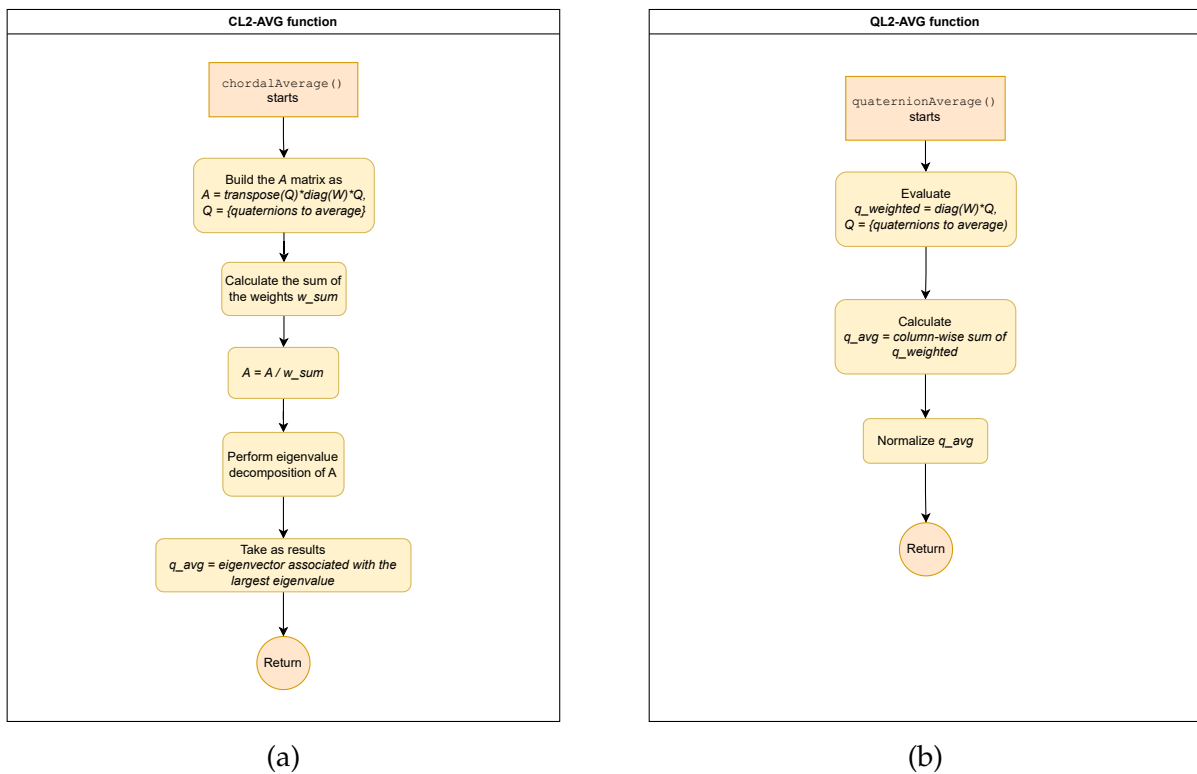 CL2-AVG function
chordalAverage()
starts
Build the A matrix as
A = transpose(Q)*diag(W)*Q,
Q = {quaternions to average}
Calculate the sum of
the weights w_sum
A = A / w_sum
Perform eigenvalue
decomposition of A
Take as results
q_avg = eigenvector associated with the
largest eigenvalue
Return
(a)
QL2-AVG function
quaternionAverage()
starts
Evaluate
q_weighted = diag(W)*Q,
Q = {quaternions to average)
Calculate
q_avg = column-wise sum of
q_weighted
Normalize q_avg
Return
(b)